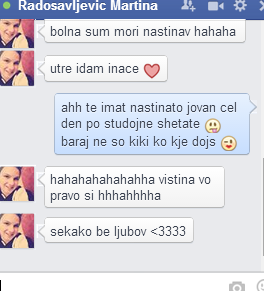 Radosavljevic Martina
bolna sum mori nastinav hahaha
utre idam inace
ahh te imat nastinato jovan cel
den po studojne shetate
baraj ne so kiki ko kje dojs
hahahahahahahha vistina vo
pravo si hhhahhhha
sekako be ljubov <3333